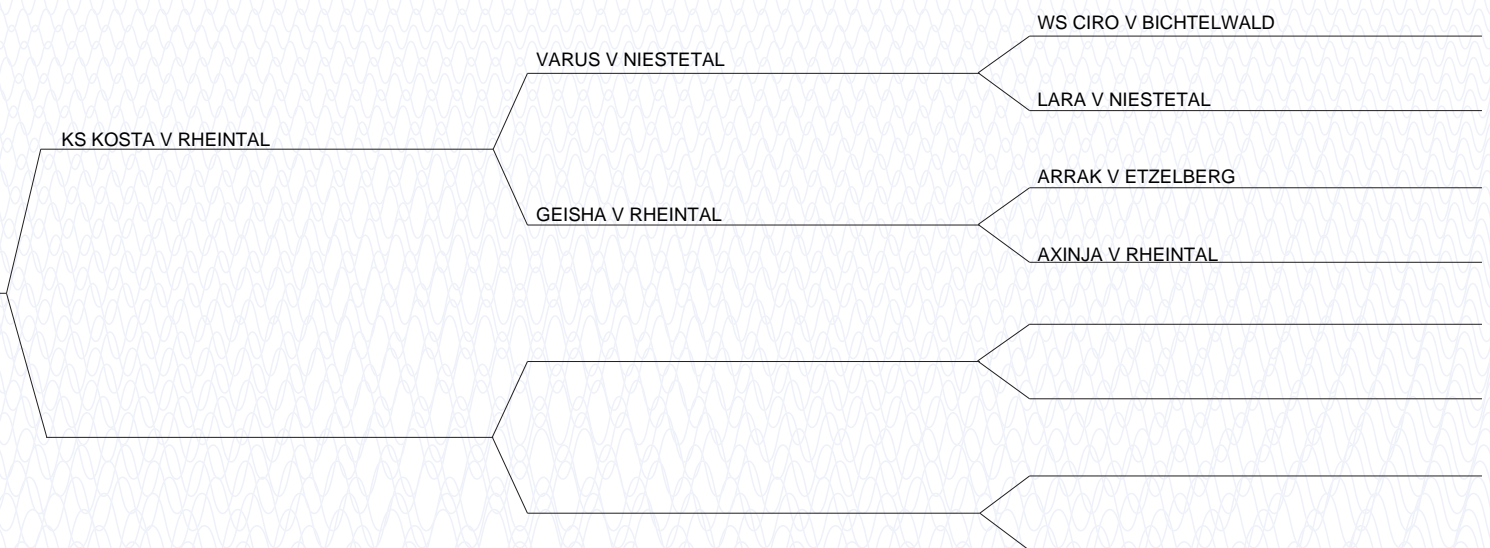 WS CIRO V BICHTELWALD
VARUS V NIESTETAL
LARA V NIESTETAL
KS KOSTA V RHEINTAL
ARRAK V ETZELBERG
GEISHA V RHEINTAL
AXINJA V RHEINTAL